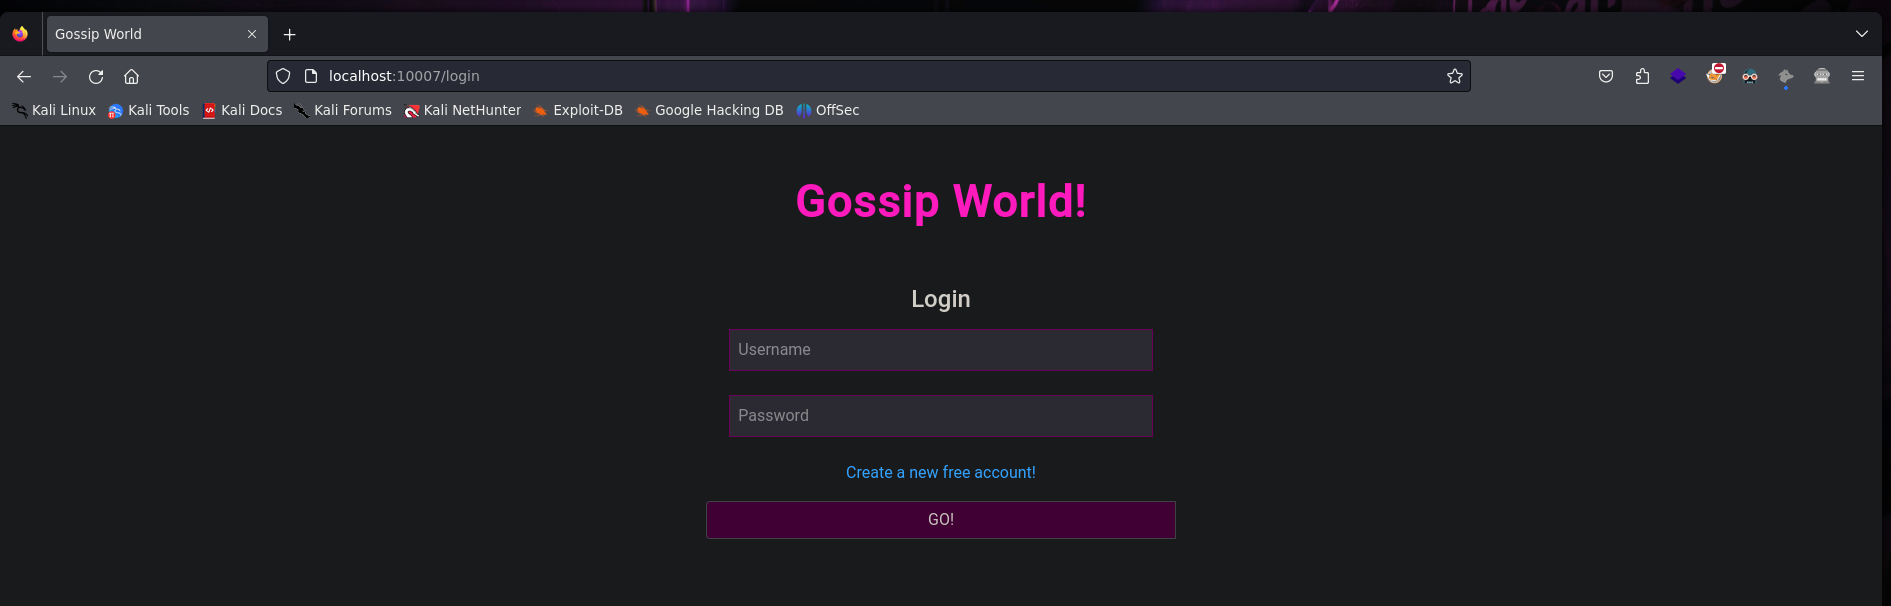 Gossip World
localhost:10007/login
Kali Linux Kali Tools Kali Docs Kali Forums Kali NetHunter Exploit-DB Google Hacking DB OffSec
Gossip World!
Login
Username
Password
Create a new free account!
GO!